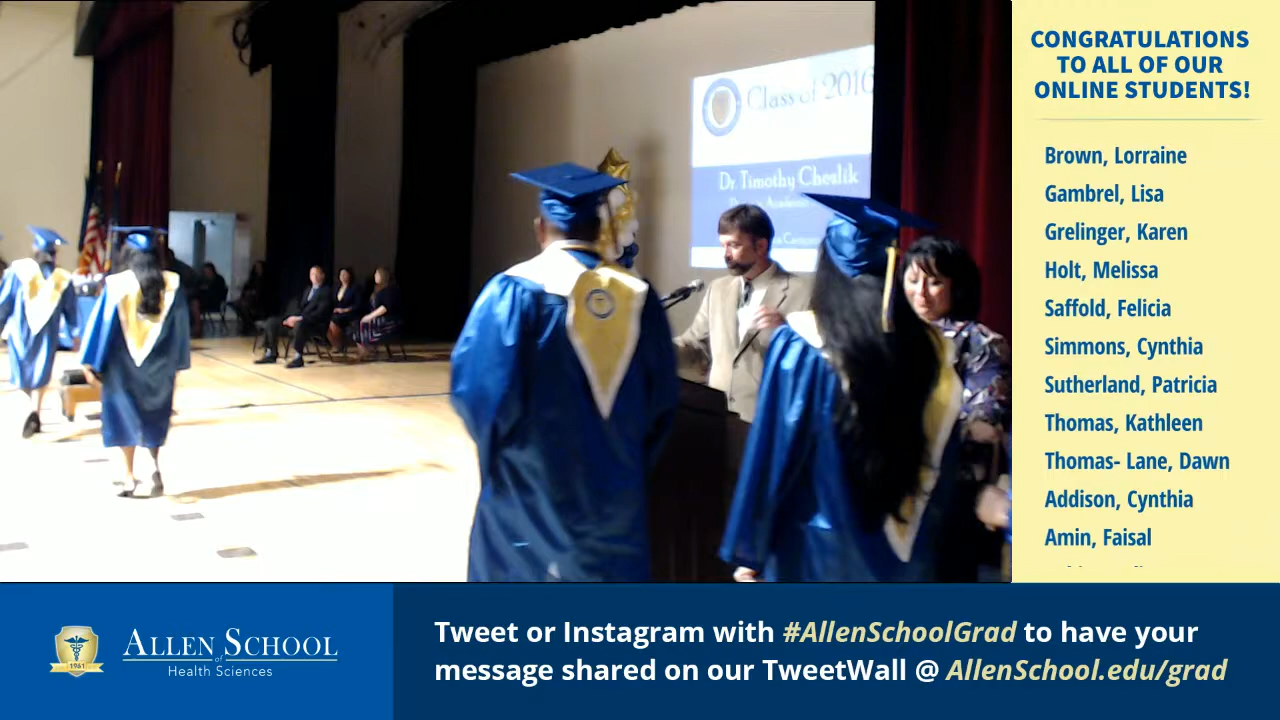 Class of 2016
Dr. Timothy Cheslik
CONGRATULATIONS
TO ALL OF OUR
ONLINE STUDENTS!
Brown, Lorraine
Gambrel, Lisa
Grelinger, Karen
Holt, Melissa
Saffold, Felicia
Simmons, Cynthia
Sutherland, Patricia
Thomas, Kathleen
Thomas- Lane, Dawn
Addison, Cynthia
Amin, Faisal
1961
ALLEN SCHOOL
of
Health Sciences
Tweet or Instagram with #AllenSchoolGrad to have your
message shared on our TweetWall @ AllenSchool.edu/grad